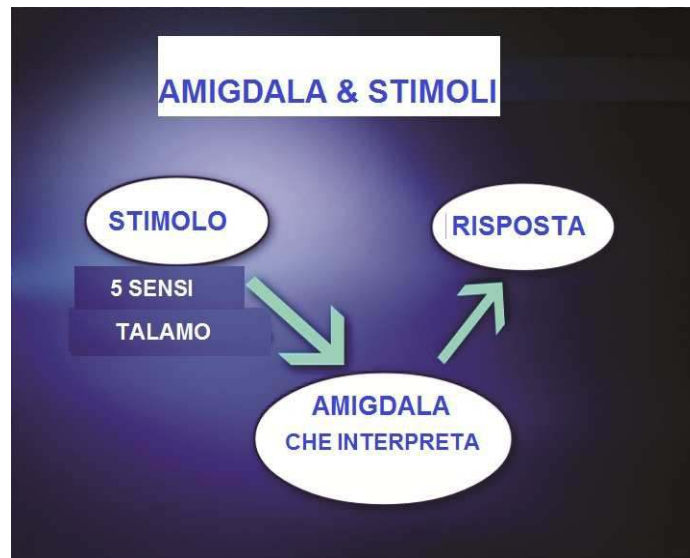 AMIGDALA & STIMOLI
STIMOLO
5 SENSI
TALAMO
RISPOSTA
AMIGDALA
CHE INTERPRETA